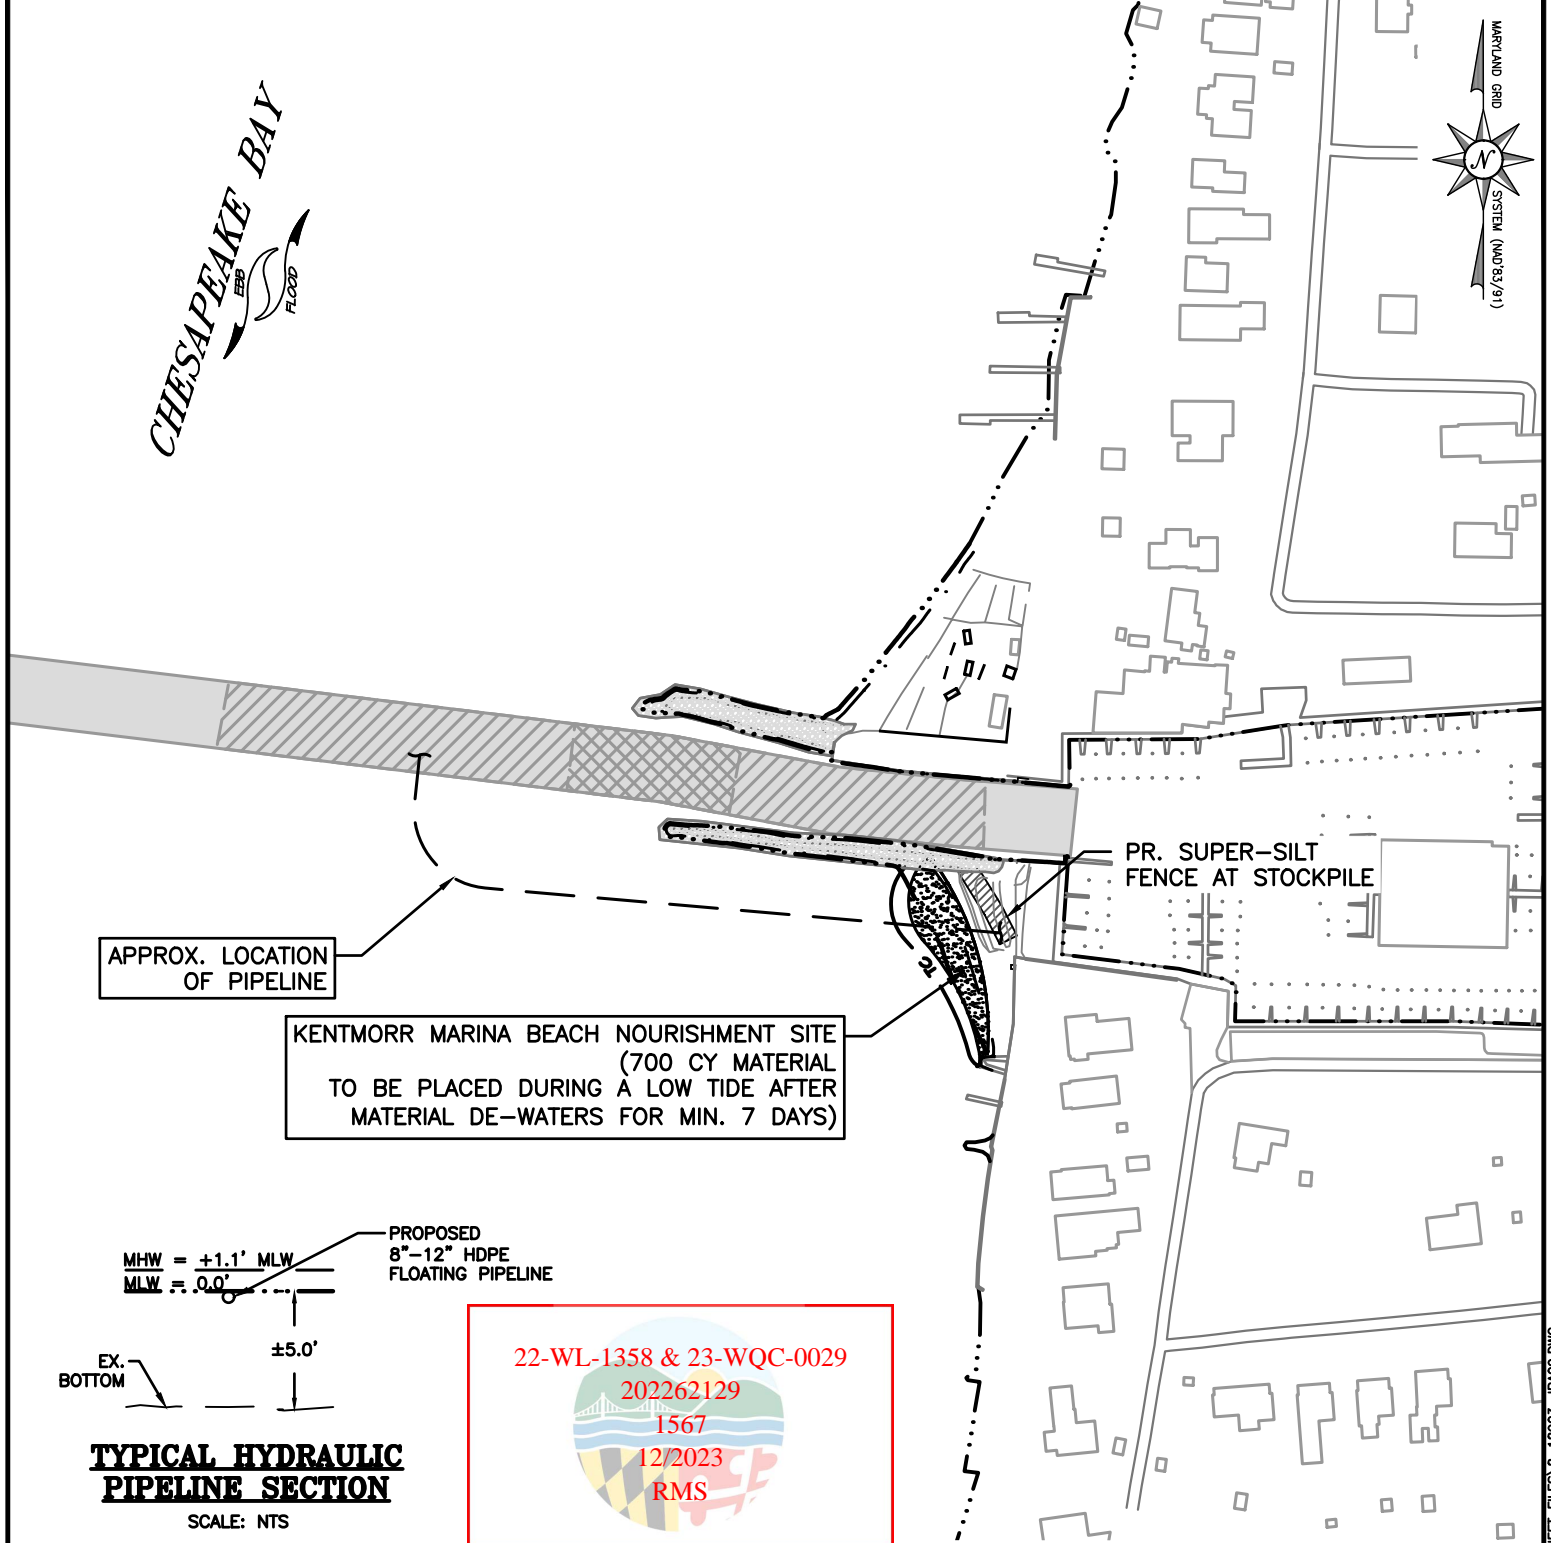 MARYLAND GRID
N
SYSTEM (NAD'83/91)
CHESAPEAKE BAY
EBB
FLOOD
PR. SUPER-SILT
FENCE AT STOCKPILE
APPROX. LOCATION
OF PIPELINE
TC
KENTMORR MARINA BEACH NOURISHMENT SITE
(700 CY MATERIAL
TO BE PLACED DURING A LOW TIDE AFTER
MATERIAL DE-WATERS FOR MIN. 7 DAYS)
PROPOSED
8"-12" HDPE
FLOATING PIPELINE
MHW = +1.1' MLW
MLW = 0.0'
±5.0'
EX.
BOTTOM
TYPICAL HYDRAULIC
PIPELINE SECTION
SCALE: NTS
22-WL-1358 & 23-WQC-0029
202262129
1567
12/2023
RMS